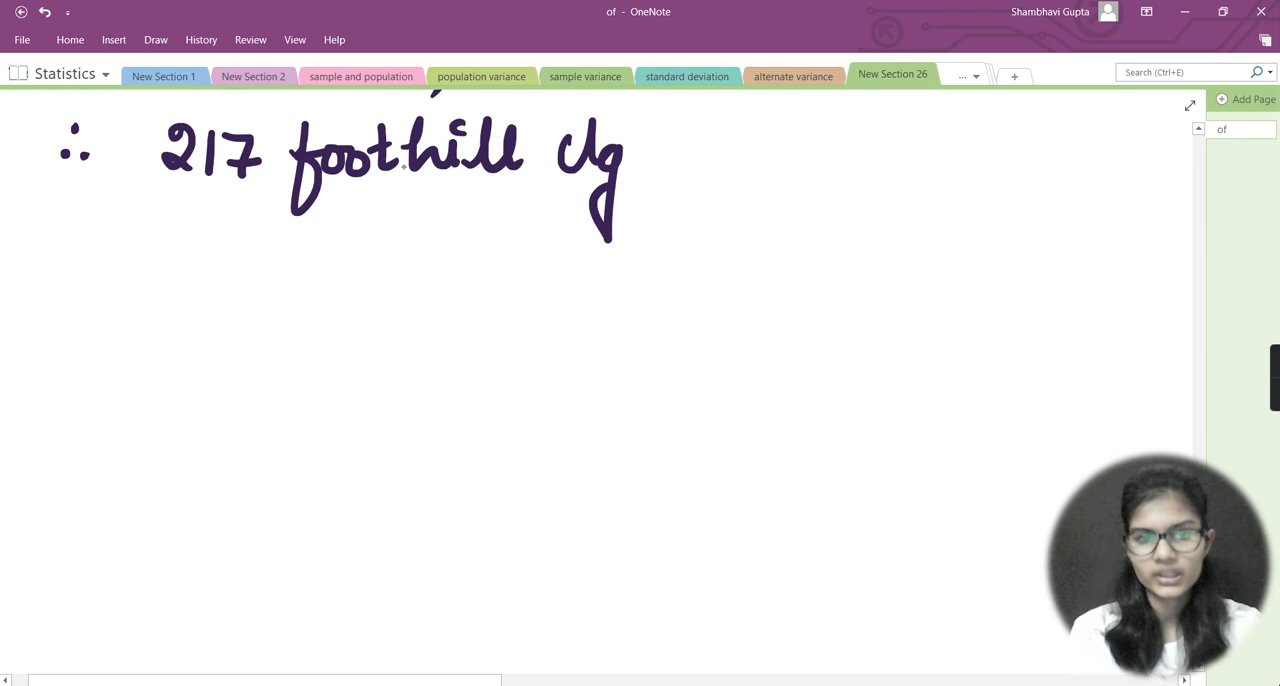 of - OneNote
Shambhavi Gupta
File Home Insert Draw History Review View Help
Statistics New Section 1 New Section 2 sample and population population variance sample variance standard deviation alternate variance New Section 26 ... + Search (Ctrl+E)
Add Page
of
∴ 217 foothill clg